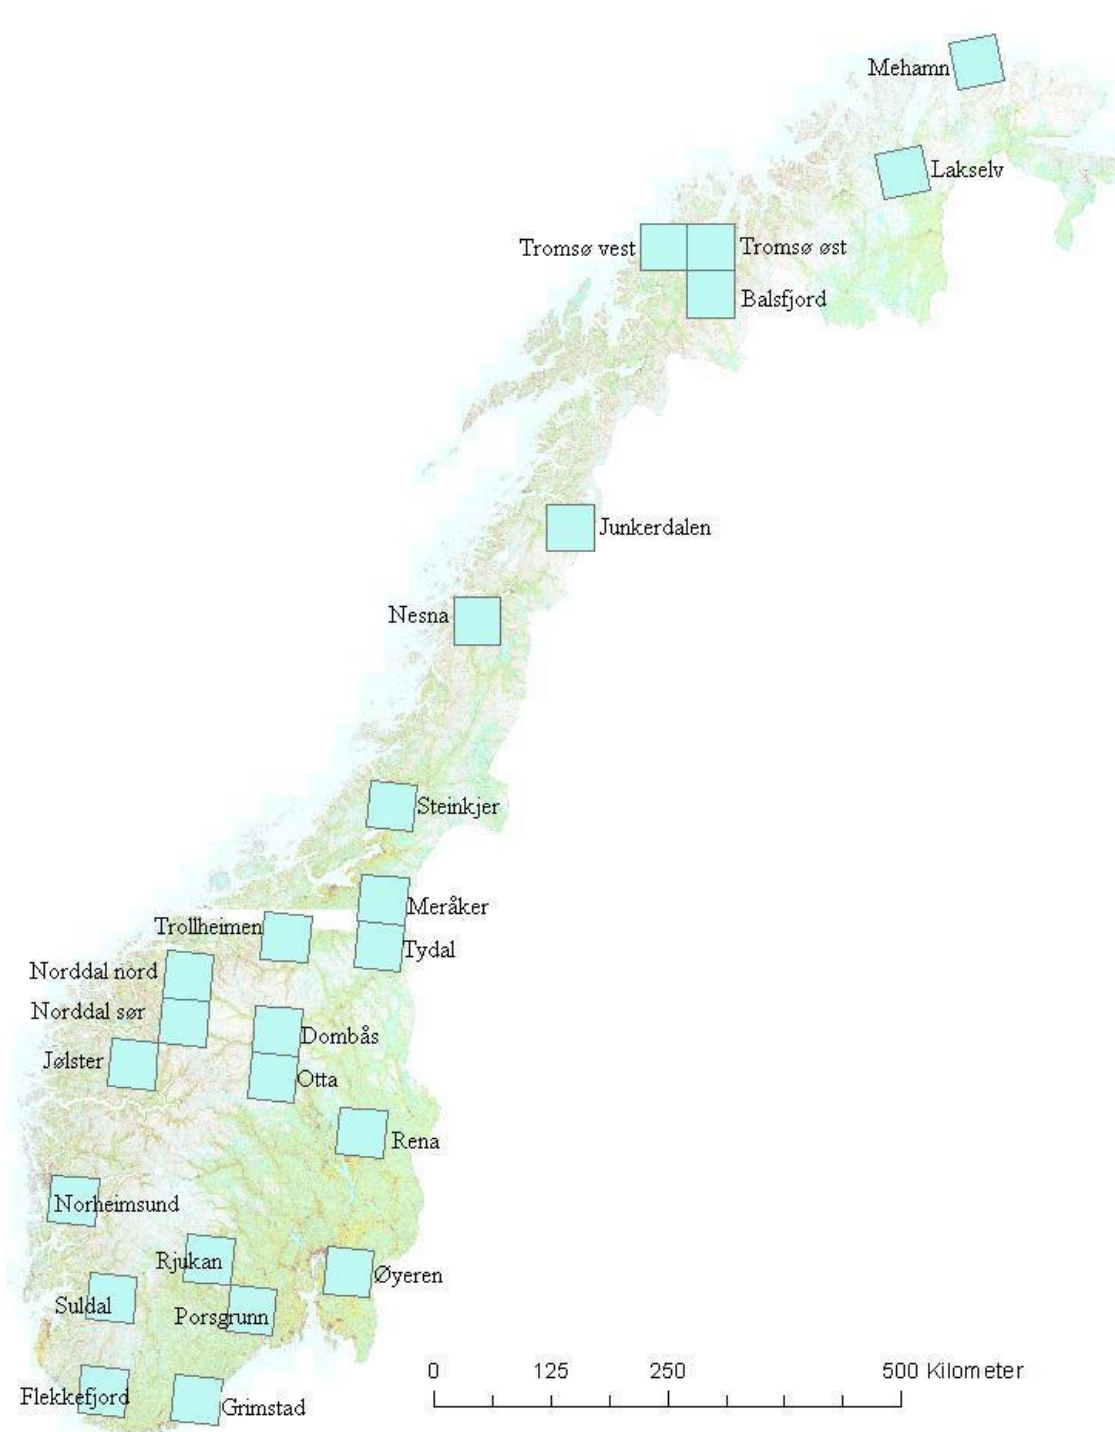 Mehamn
Lakselv
Tromsø vest
Tromsø øst
Balsfjord
Junkerdalen
Nesna
Steinkjer
Meråker
Trollheimen
Tydal
Norddal nord
Norddal sør
Dombås
Jølster
Otta
Rena
Norheimsund
Rjukan
Øyeren
Suldal
Porsgrunn
0 125 250 500 Kilometer
Flekkefjord
Grimstad